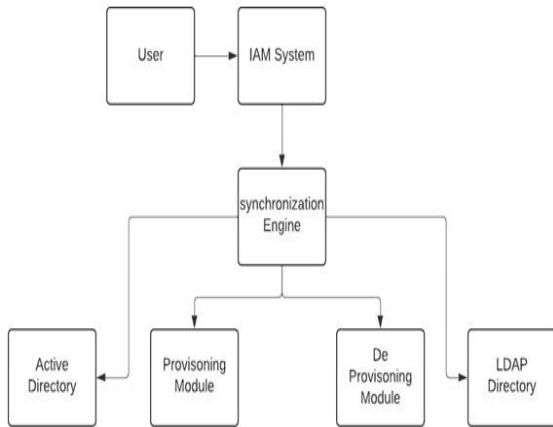 User
IAM System
synchronization
Engine
Active
Directory
Provisoning
Module
De
Provisoning
Module
LDAP
Directory